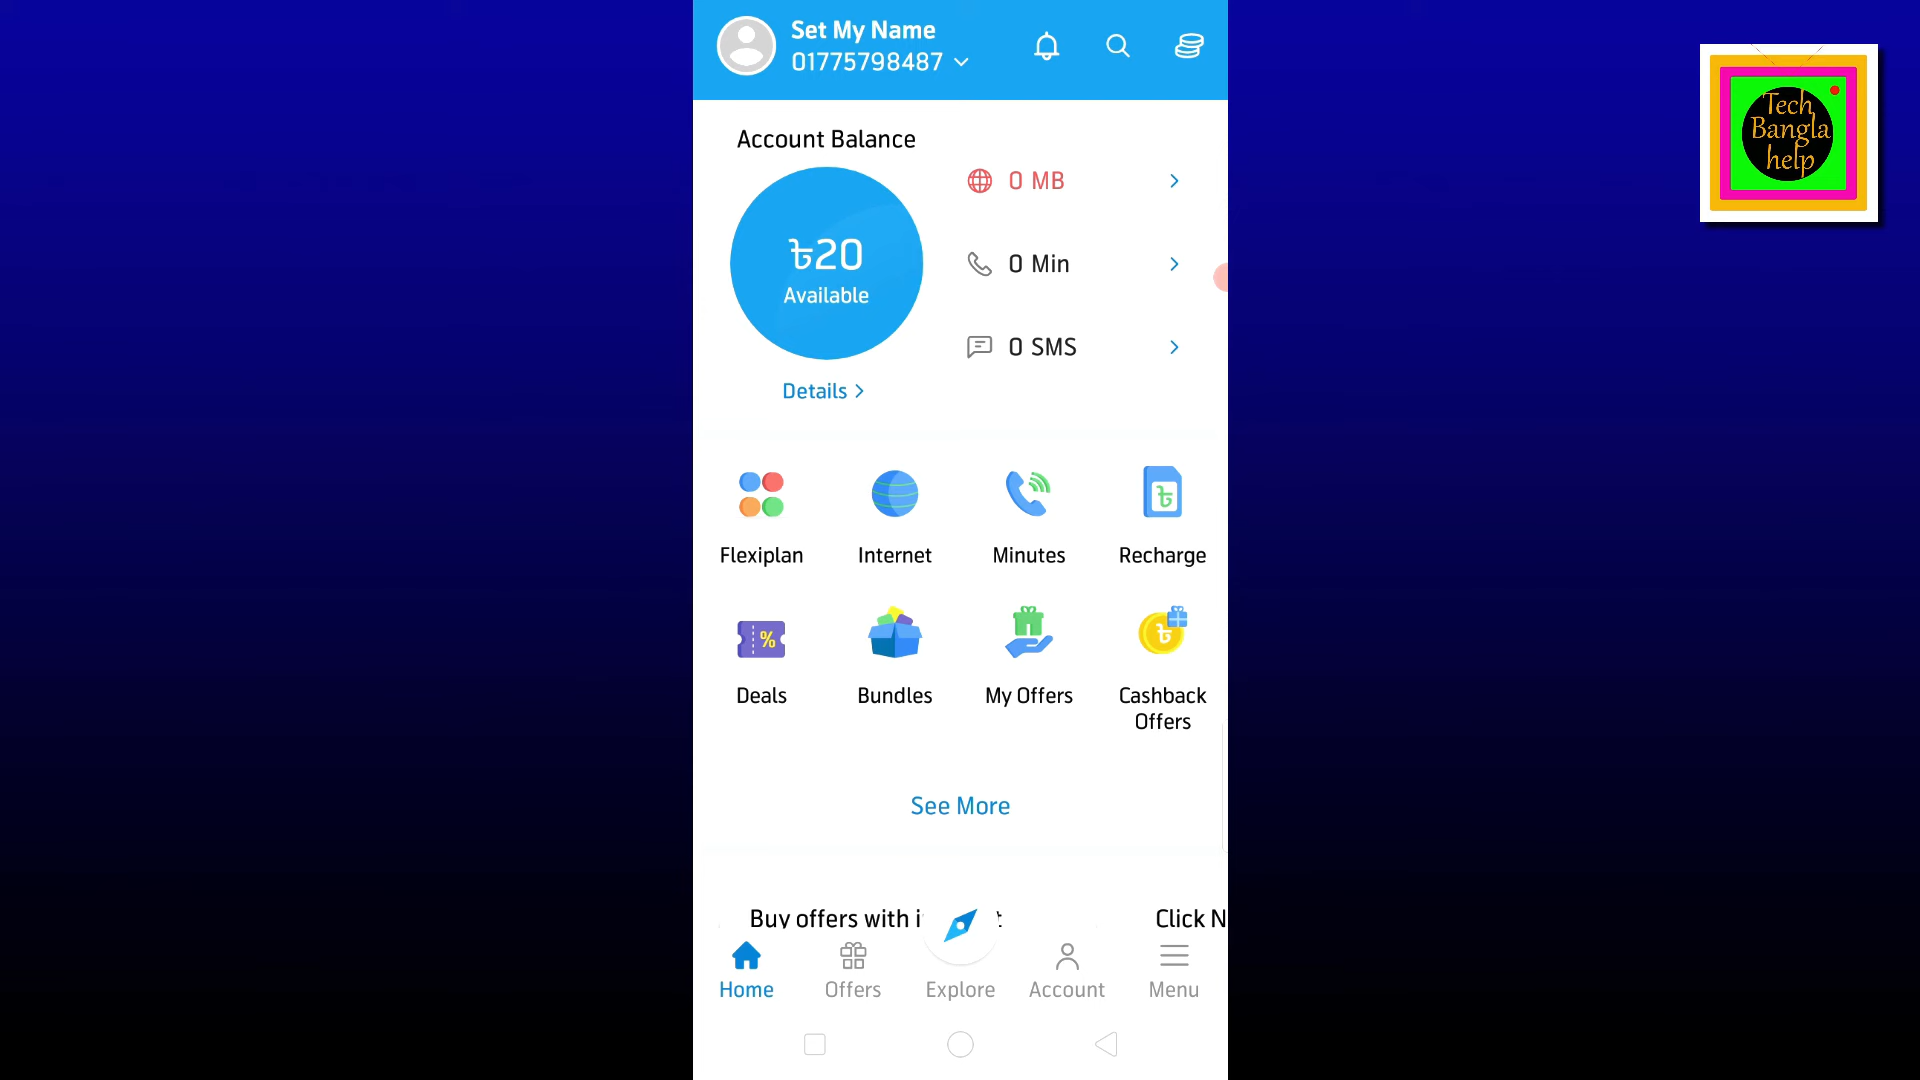 Set My Name
01775798487
Account Balance
৳20
Available
Details
0 MB
0 Min
0 SMS
Flexiplan
Internet
Minutes
Recharge
৳
Deals
%
Bundles
My Offers
Cashback
Offers
৳
See More
Buy offers with i
Click N
Home
Offers
Explore
Account
Menu
Tech
Bangla
help